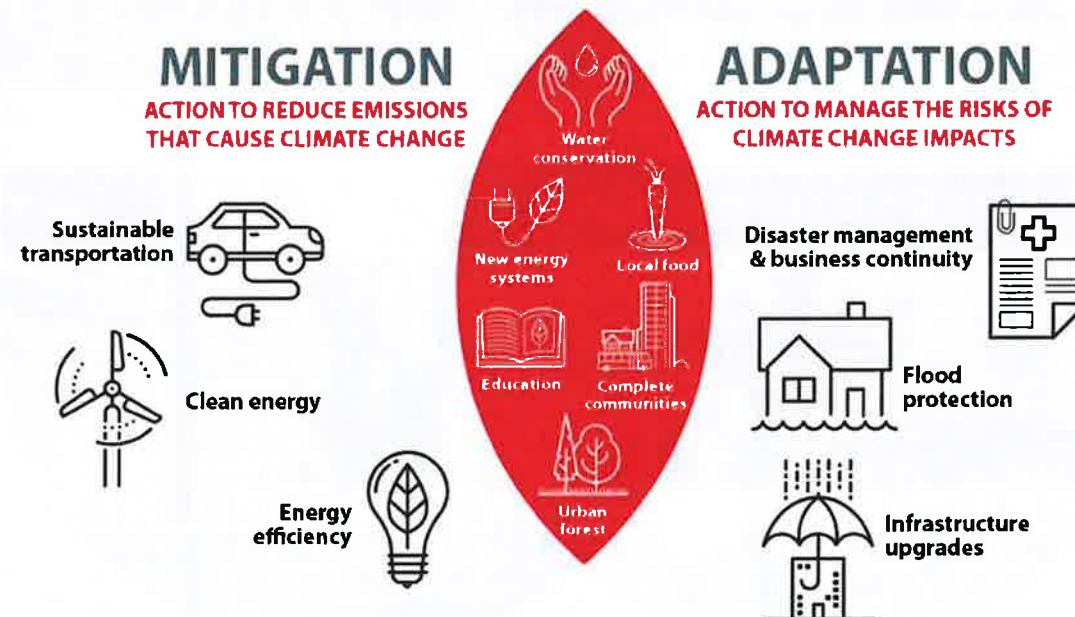 MITIGATION
ACTION TO REDUCE EMISSIONS
THAT CAUSE CLIMATE CHANGE
Sustainable
transportation
Clean energy
Energy
efficiency
Water
conservation
New energy
systems
Local food
Education
Complete
communities
Urban
forest
ADAPTATION
ACTION TO MANAGE THE RISKS OF
CLIMATE CHANGE IMPACTS
Disaster management
& business continuity
Flood
protection
Infrastructure
upgrades